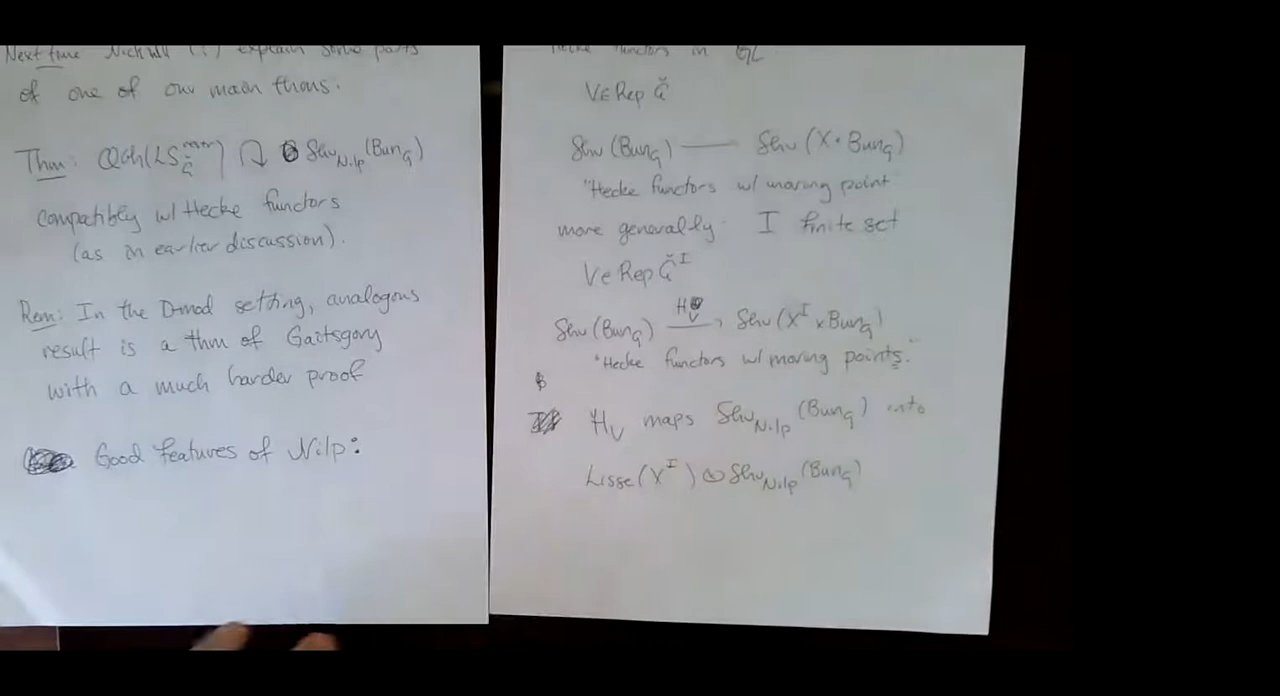 Next time Nick will (?) explain some parts
of one of our main thms.
Thm: QCoh(LS_Ğ^restr) ↷ Shv_Nilp(Bun_G)
compatibly w/ Hecke functors
(as in earlier discussion).
Rem: In the D-mod setting, analogous
result is a thm of Gaitsgory
with a much harder proof
Good features of Nilp:
Hecke functors in GL
V ∈ Rep Ğ
Shv(Bun_G) — Shv(X × Bun_G)
"Hecke functors w/ moving point"
more generally: I finite set
V ∈ Rep Ğ^I
Shv(Bun_G) —H_V→ Shv(X^I × Bun_G)
"Hecke functors w/ moving points."
H_V maps Shv_Nilp(Bun_G) into
Lisse(X^I) ⊗ Shv_Nilp(Bun_G)